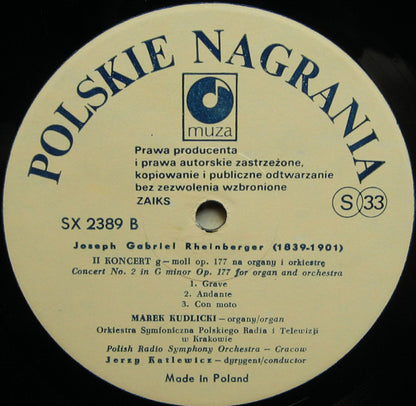 POLSKIE NAGRANIA
muza
Prawa producenta
i prawa autorskie zastrzeżone,
kopiowanie i publiczne odtwarzanie
bez zezwolenia wzbronione
ZAIKS
S 33
SX 2389 B
Joseph Gabriel Rheinberger (1839-1901)
II KONCERT g-moll op. 177 na organy i orkiestrę
Concerto No. 2 in G minor Op. 177 for organ and orchestra
1. Grave
2. Andante
3. Con moto
MAREK KUDLICKI - organy/organ
Orkiestra Symfoniczna Polskiego Radia i Telewizji
w Krakowie
Polish Radio Symphony Orchestra - Cracow
Jerzy Katlewicz - dyrygent/conductor
Made in Poland